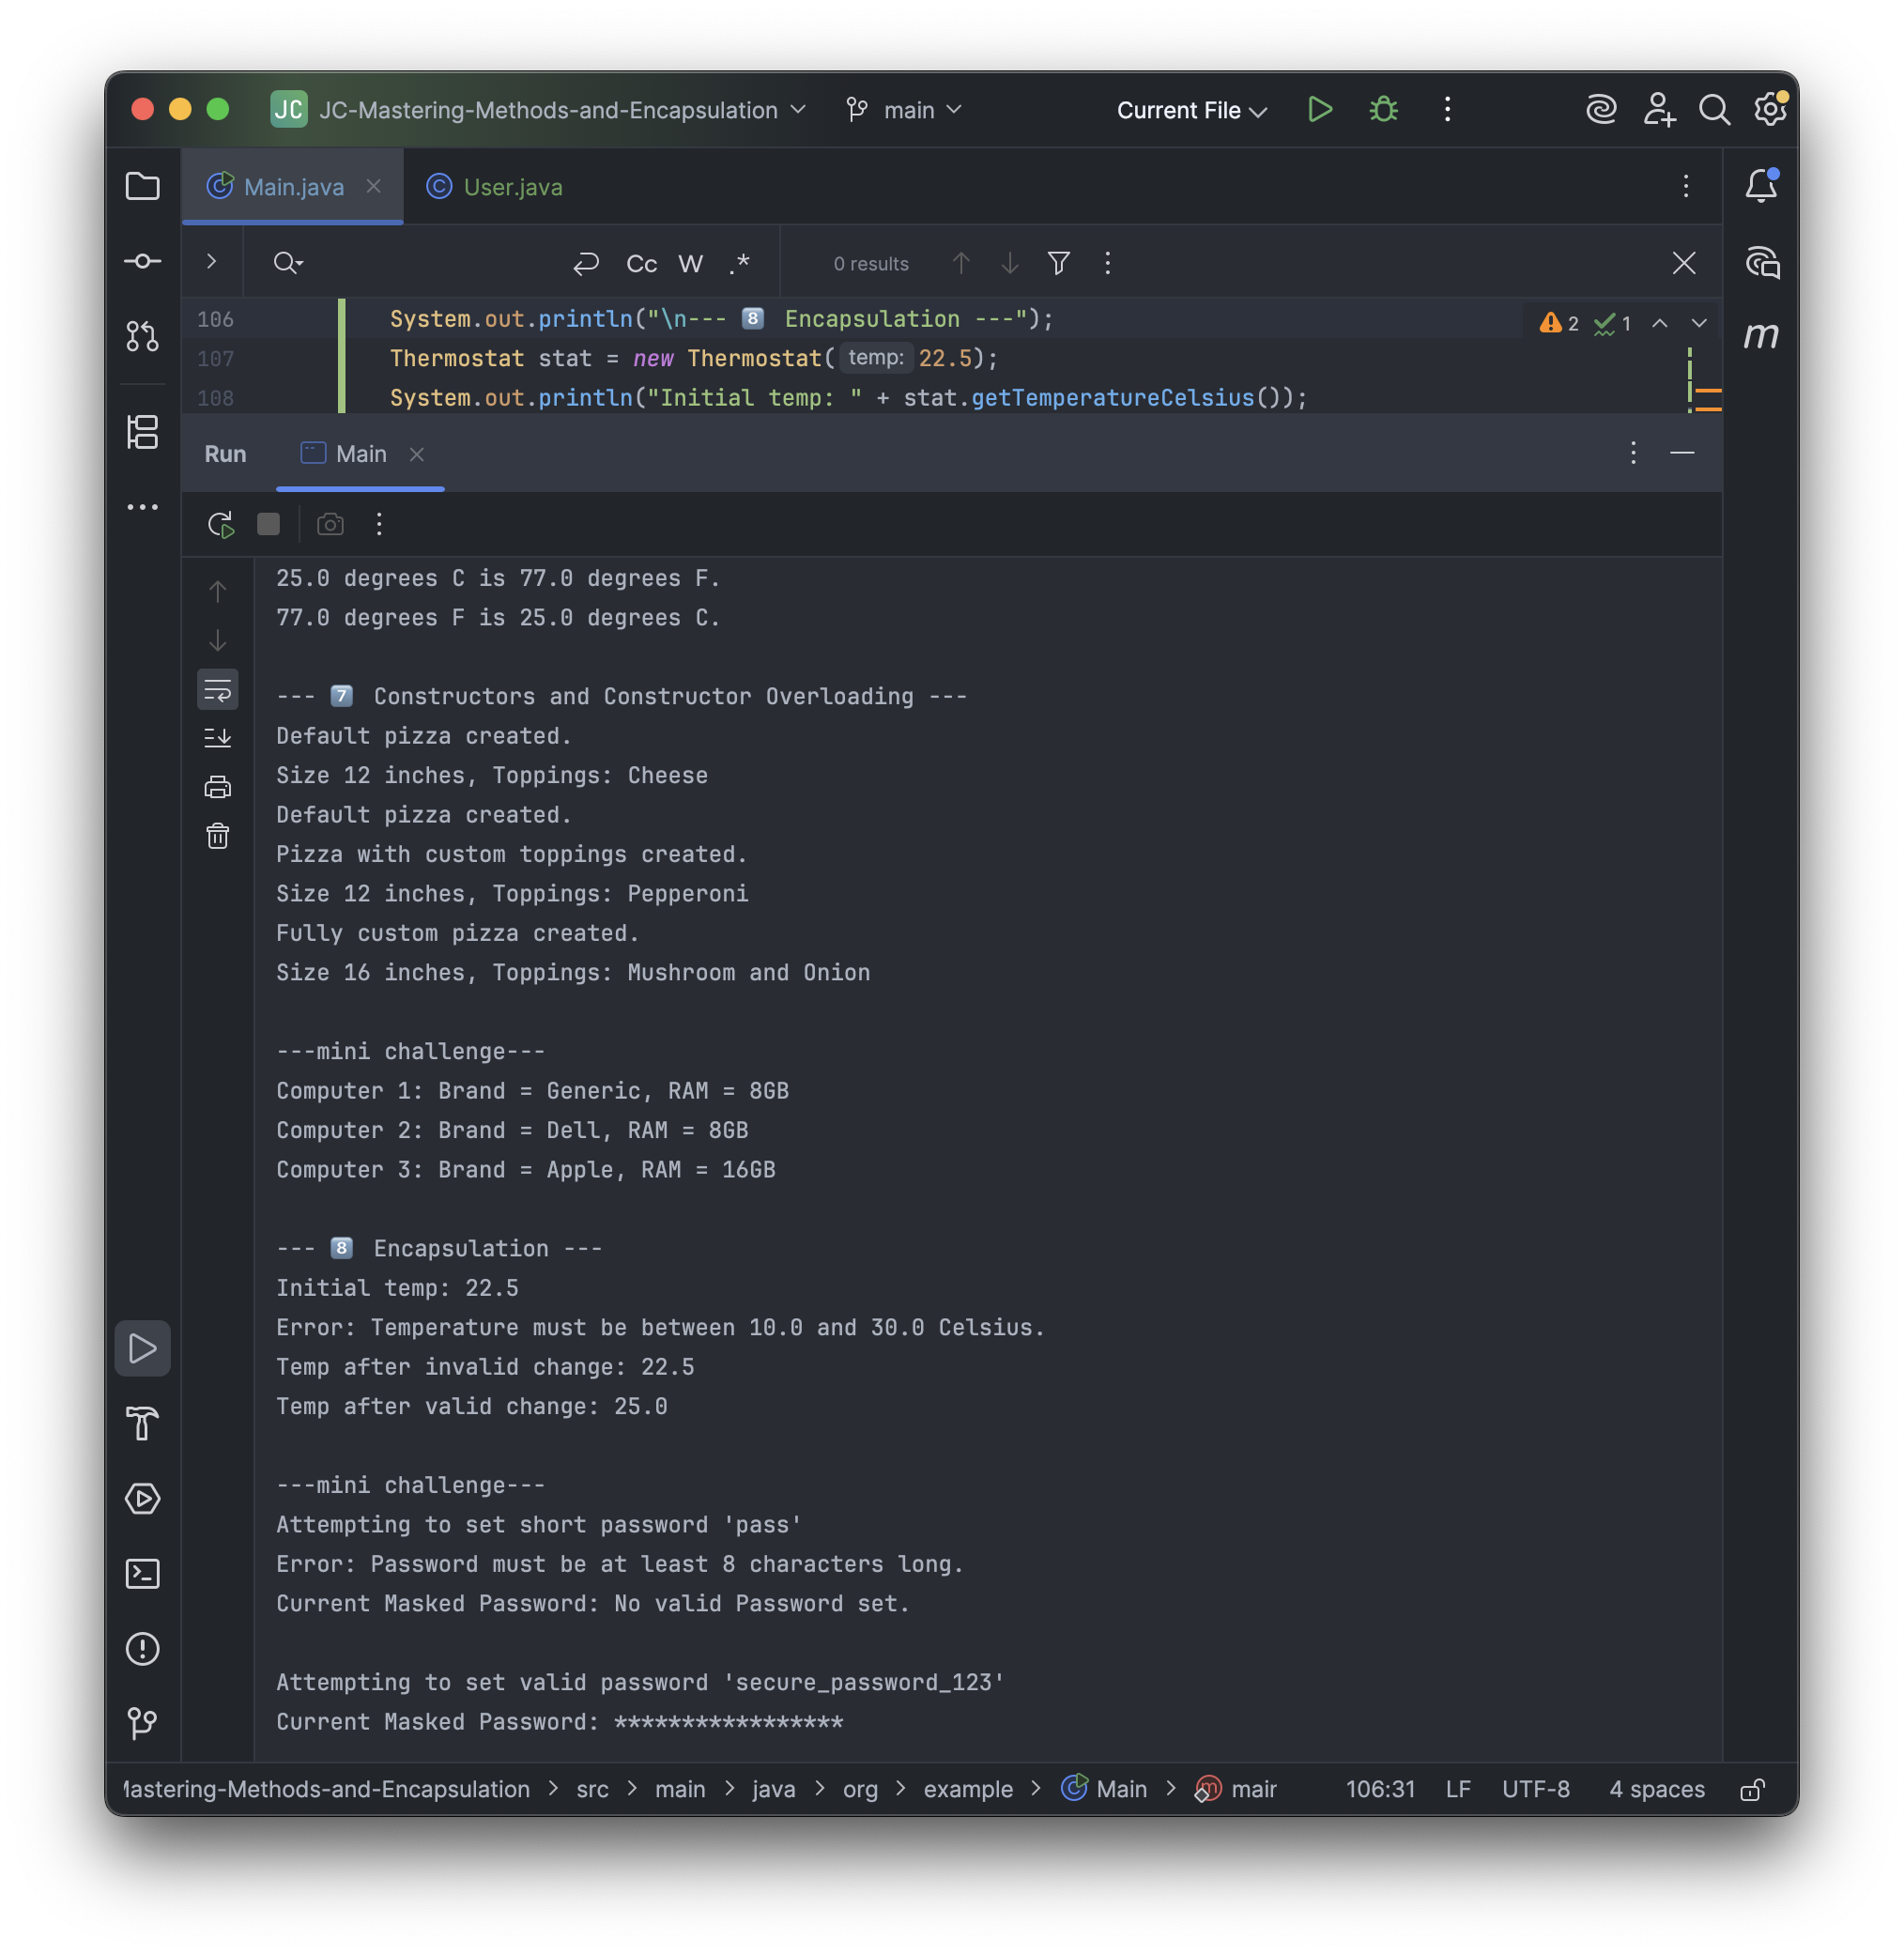 JC JC-Mastering-Methods-and-Encapsulation main Current File
Main.java User.java
Cc W .* 0 results
106 System.out.println("\n--- 8️⃣ Encapsulation ---"); 2 1
107 Thermostat stat = new Thermostat( temp: 22.5);
108 System.out.println("Initial temp: " + stat.getTemperatureCelsius());
Run Main
25.0 degrees C is 77.0 degrees F.
77.0 degrees F is 25.0 degrees C.
--- 7️⃣ Constructors and Constructor Overloading ---
Default pizza created.
Size 12 inches, Toppings: Cheese
Default pizza created.
Pizza with custom toppings created.
Size 12 inches, Toppings: Pepperoni
Fully custom pizza created.
Size 16 inches, Toppings: Mushroom and Onion
---mini challenge---
Computer 1: Brand = Generic, RAM = 8GB
Computer 2: Brand = Dell, RAM = 8GB
Computer 3: Brand = Apple, RAM = 16GB
--- 8️⃣ Encapsulation ---
Initial temp: 22.5
Error: Temperature must be between 10.0 and 30.0 Celsius.
Temp after invalid change: 22.5
Temp after valid change: 25.0
---mini challenge---
Attempting to set short password 'pass'
Error: Password must be at least 8 characters long.
Current Masked Password: No valid Password set.
Attempting to set valid password 'secure_password_123'
Current Masked Password: *****************
lastering-Methods-and-Encapsulation > src > main > java > org > example > Main > mair 106:31 LF UTF-8 4 spaces